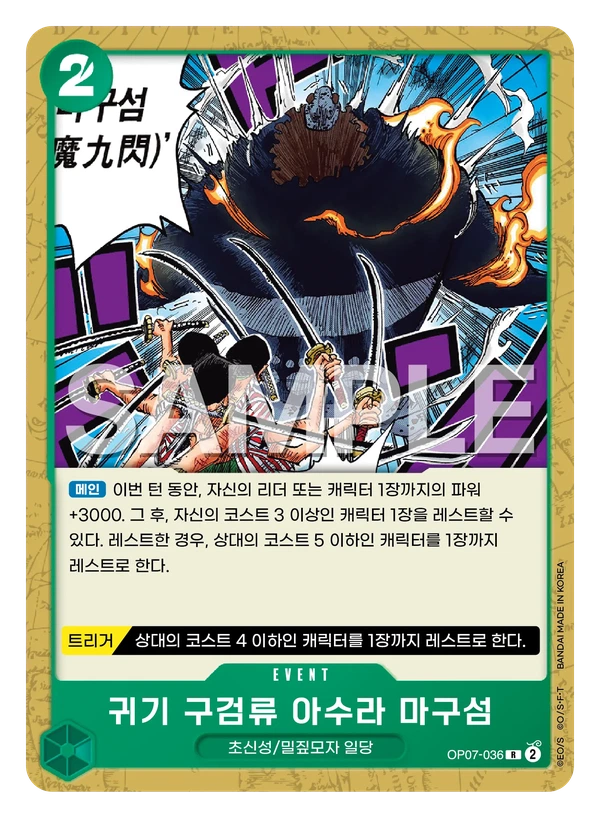 2
마구섬
魔九閃)'
SAMPLE
메인 이번 턴 동안, 자신의 리더 또는 캐릭터 1장까지의 파워
+3000. 그 후, 자신의 코스트 3 이상인 캐릭터 1장을 레스트할 수
있다. 레스트한 경우, 상대의 코스트 5 이하인 캐릭터를 1장까지
레스트로 한다.
트리거 상대의 코스트 4 이하인 캐릭터를 1장까지 레스트로 한다.
EVENT
귀기 구검류 아수라 마구섬
초신성/밀짚모자 일당
OP07-036 R 2
©E.O/S ©O/S·F·T BANDAI MADE IN KOREA